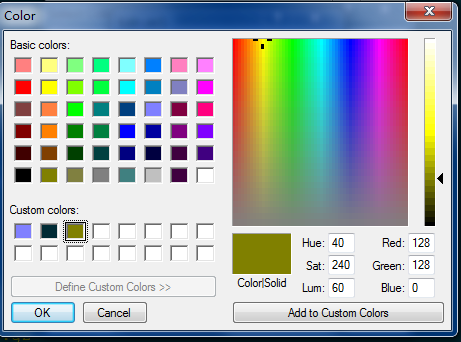 Color
Basic colors:
Custom colors:
Define Custom Colors >>
OK
Cancel
Color|Solid
Hue: 40
Sat: 240
Lum: 60
Red: 128
Green: 128
Blue: 0
Add to Custom Colors